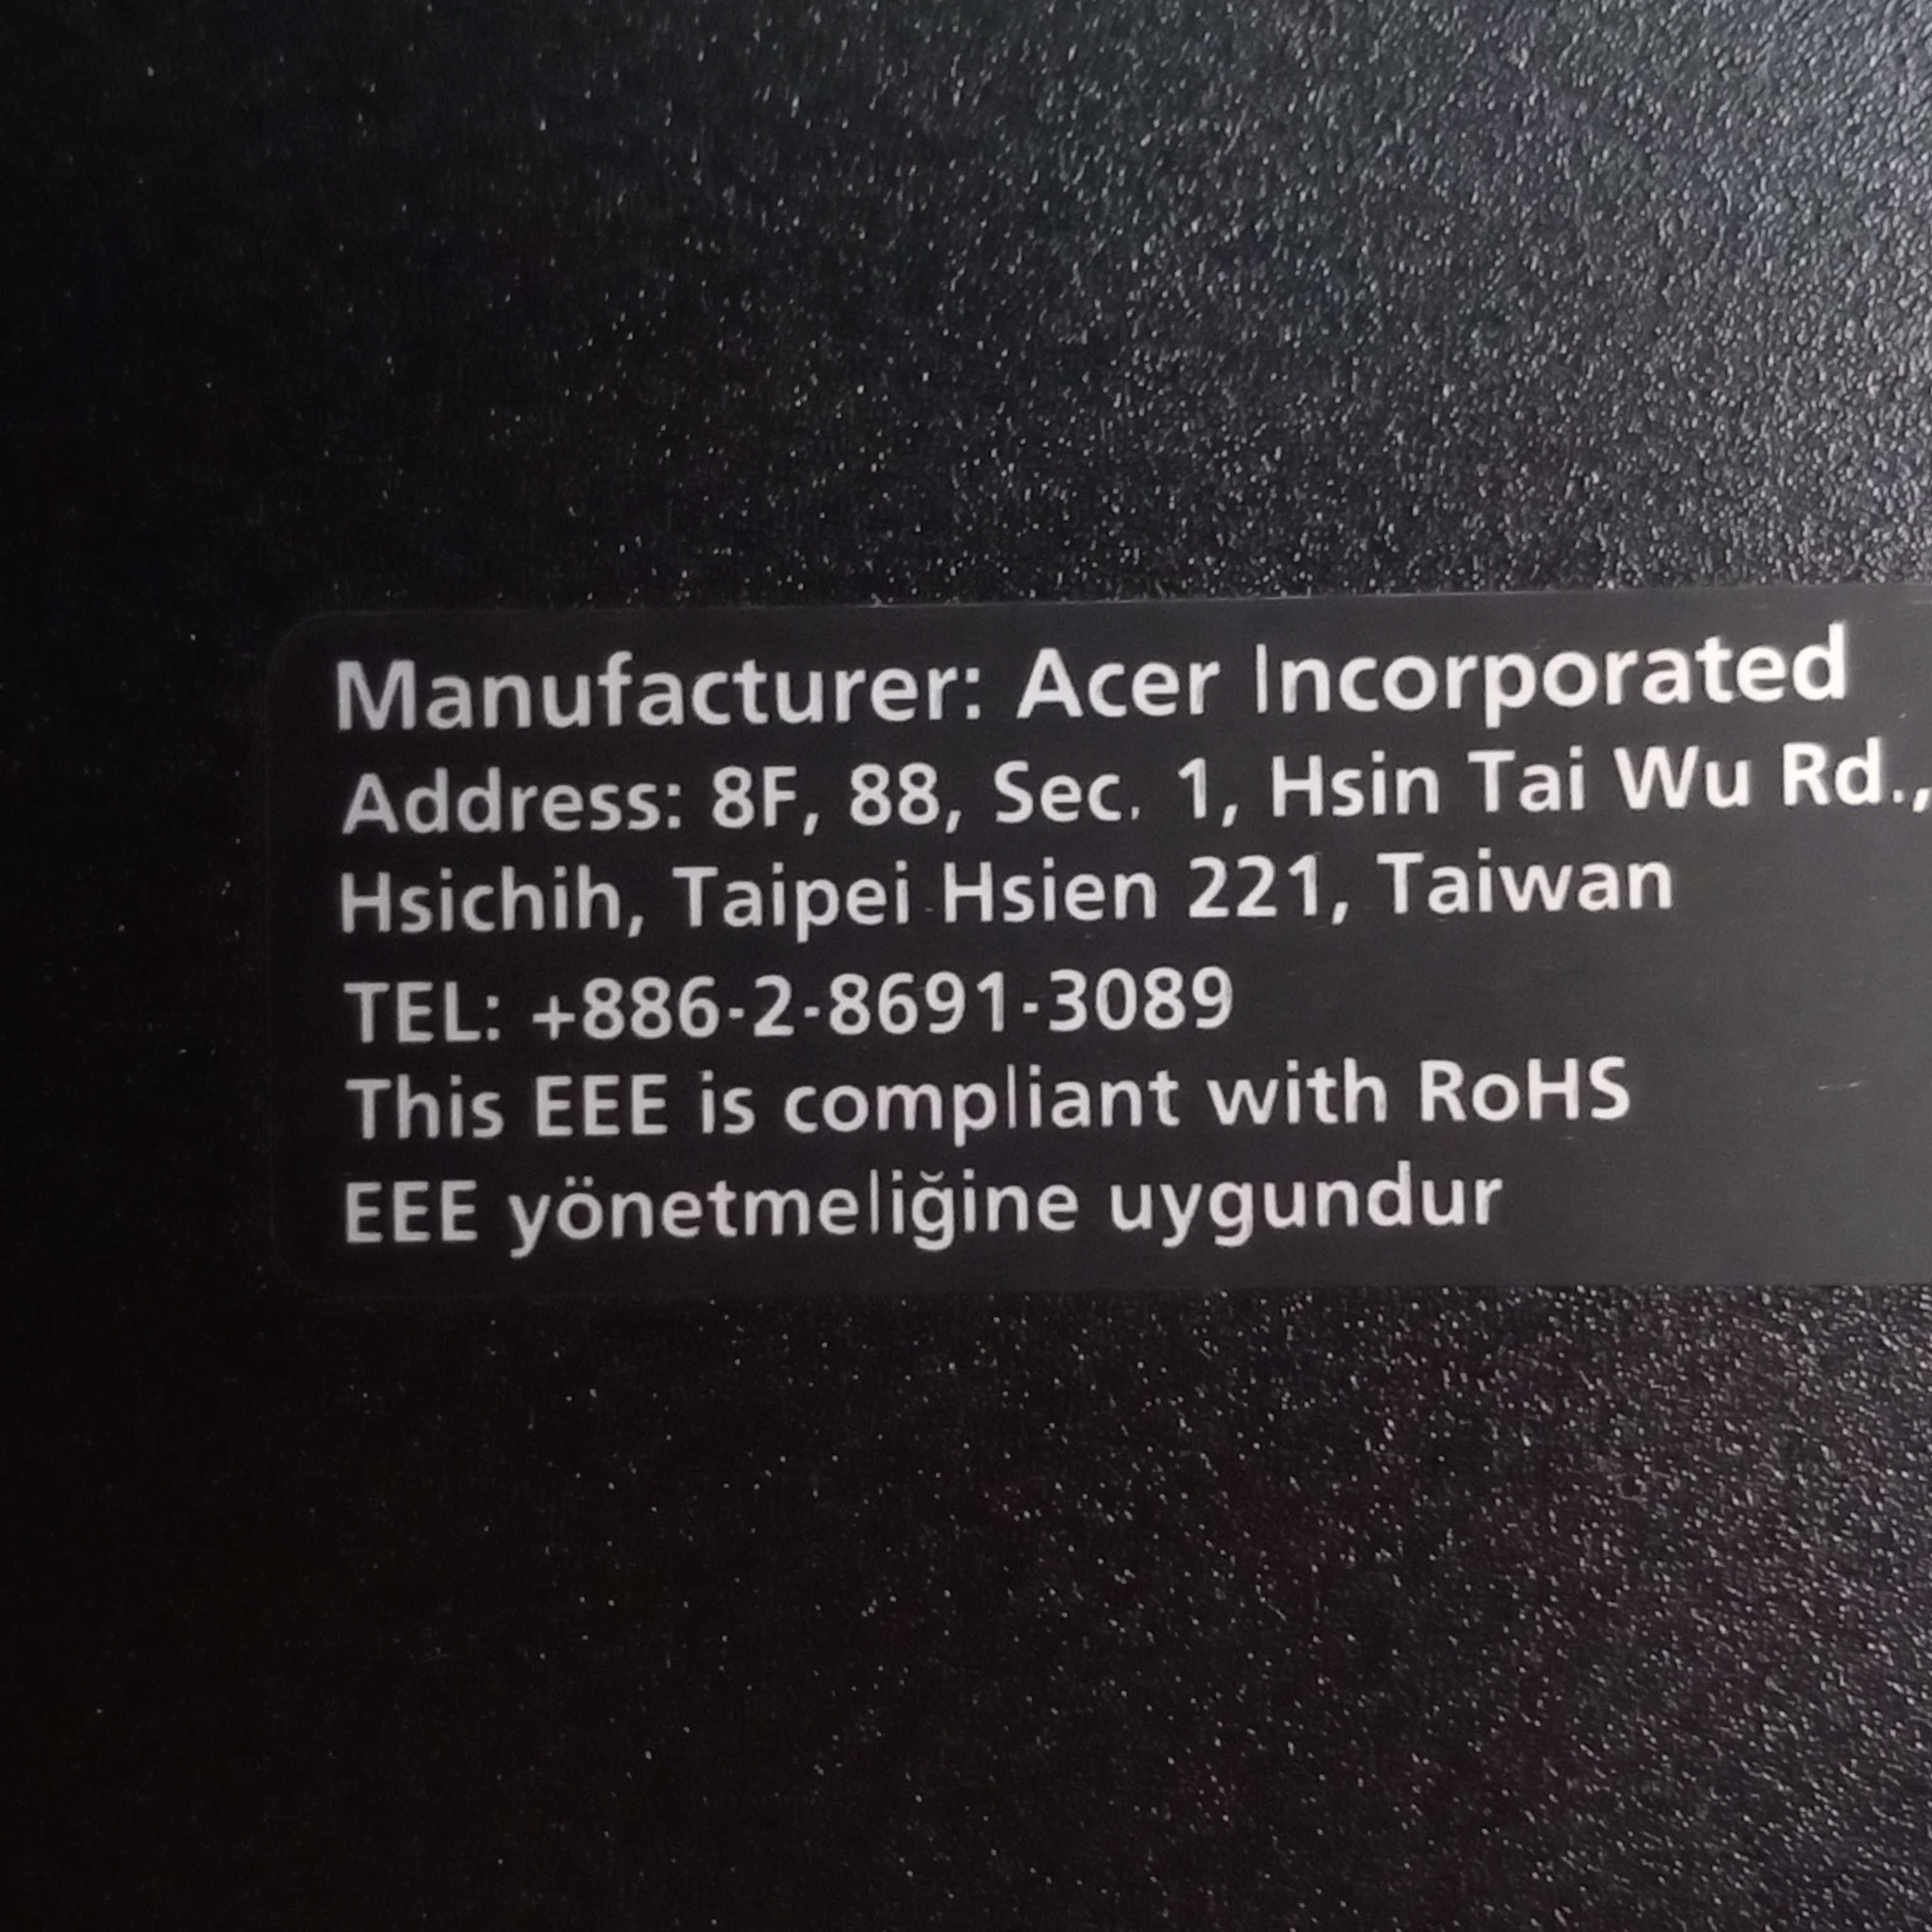 Manufacturer: Acer Incorporated
Address: 8F, 88, Sec. 1, Hsin Tai Wu Rd.,
Hsichih, Taipei Hsien 221, Taiwan
TEL: +886-2-8691-3089
This EEE is compliant with RoHS
EEE yönetmeliğine uygundur